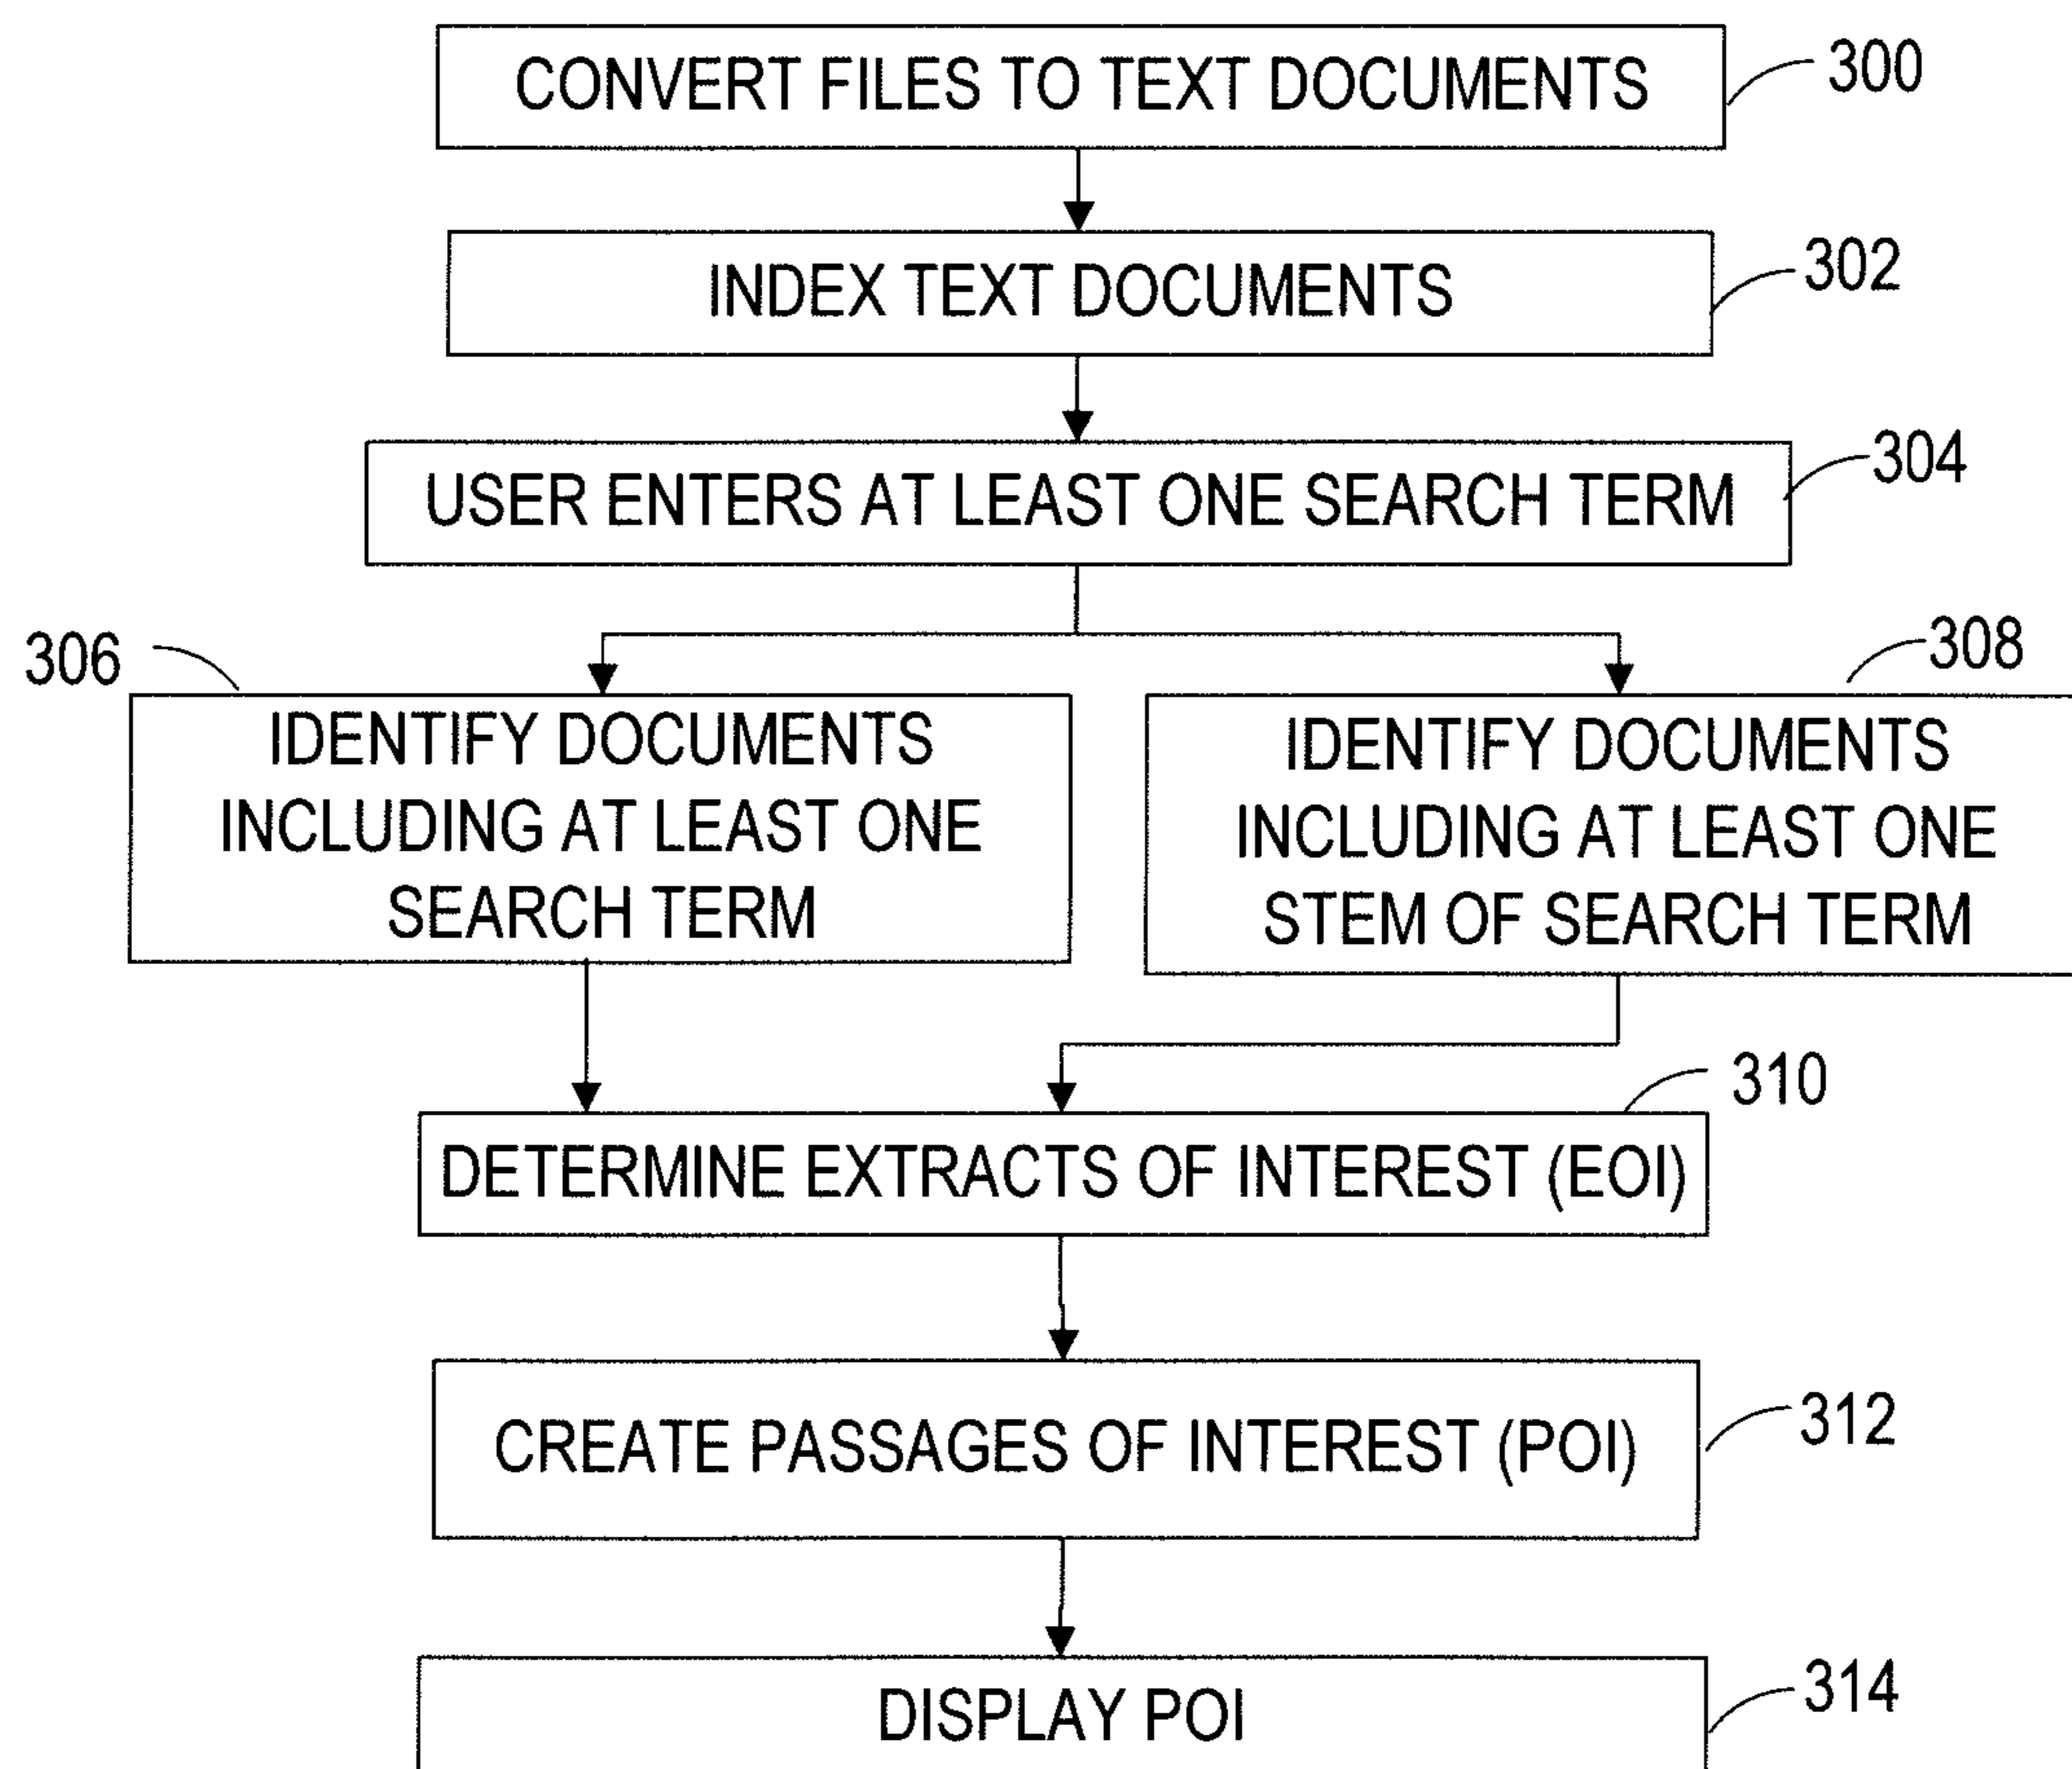 CONVERT FILES TO TEXT DOCUMENTS
300
INDEX TEXT DOCUMENTS
302
USER ENTERS AT LEAST ONE SEARCH TERM
304
306
IDENTIFY DOCUMENTS
INCLUDING AT LEAST ONE
SEARCH TERM
308
IDENTIFY DOCUMENTS
INCLUDING AT LEAST ONE
STEM OF SEARCH TERM
310
DETERMINE EXTRACTS OF INTEREST (EOI)
CREATE PASSAGES OF INTEREST (POI)
312
DISPLAY POI
314